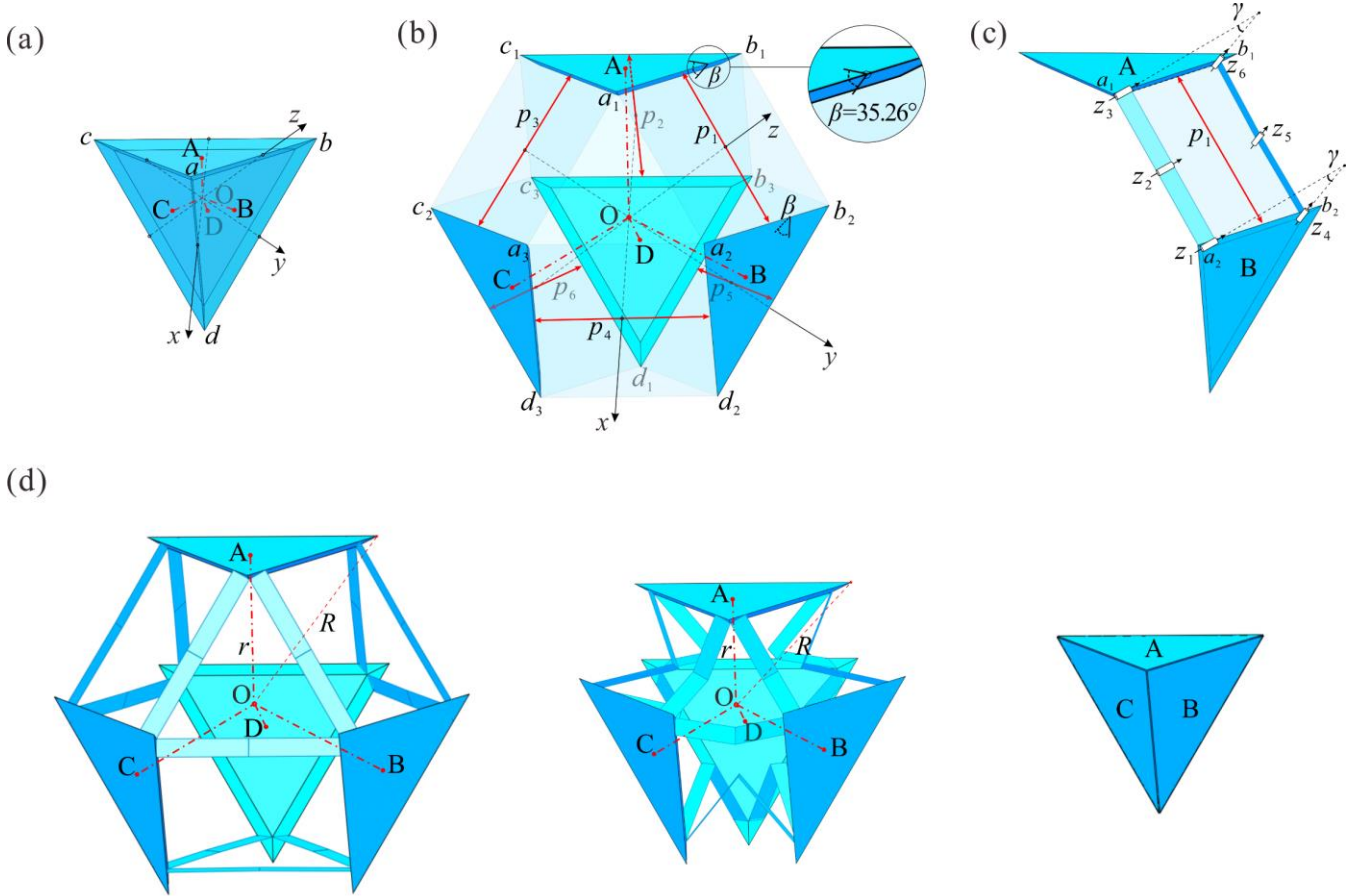 (a)
c
A
a
z
b
O
C
B
D
y
x
d
(b)
c₁
A
b₁
β
β=35.26°
a₁
p₃
p₂
p₁
z
c₃
b₃
c₂
O
β
b₂
a₃
D
a₂
C
B
p₆
p₅
p₄
y
d₁
d₃
d₂
x
(c)
γ
A
b₁
a₁
z₆
z₃
p₁
z₅
z₂
γ
b₂
z₁
a₂
z₄
B
(d)
A
R
r
O
D
C
B
A
r
R
O
D
C
B
A
C
B